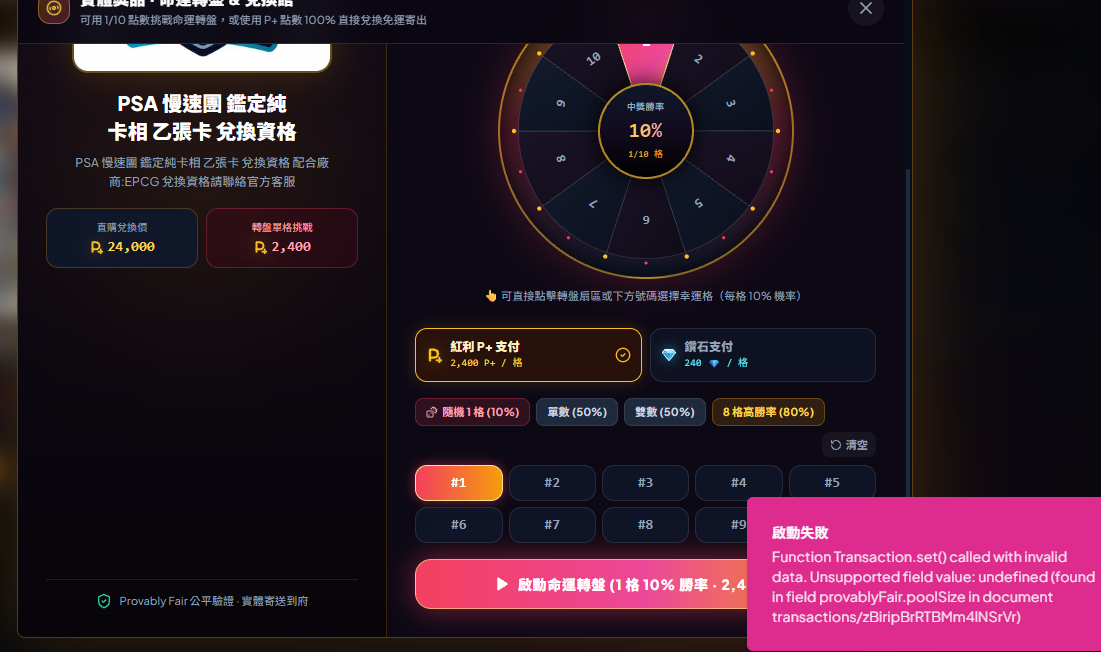 實體獎品 · 命運轉盤 & 兌換館
可用 1/10 點數挑戰命運轉盤，或使用 P+ 點數 100% 直接兌換免運寄出
PSA 慢速團 鑑定純
卡相 乙張卡 兌換資格
PSA 慢速團 鑑定純卡相 乙張卡 兌換資格 配合廠
商:EPCG 兌換資格請聯絡官方客服
直購兌換價
24,000
轉盤單格挑戰
2,400
Provably Fair 公平驗證 · 實體寄送到府
10
2
9
3
8
4
7
5
6
中獎勝率
10%
1/10 格
👆 可直接點擊轉盤扇區或下方號碼選擇幸運格（每格 10% 機率）
紅利 P+ 支付
2,400 P+ / 格
鑽石支付
240 💎 / 格
隨機 1 格 (10%)
單數 (50%)
雙數 (50%)
8 格高勝率 (80%)
清空
#1
#2
#3
#4
#5
#6
#7
#8
#9
▶ 啟動命運轉盤 (1 格 10% 勝率 · 2,4
啟動失敗
Function Transaction.set() called with invalid
data. Unsupported field value: undefined (found
in field provablyFair.poolSize in document
transactions/zBiripBrRTBMm4INSrVr)